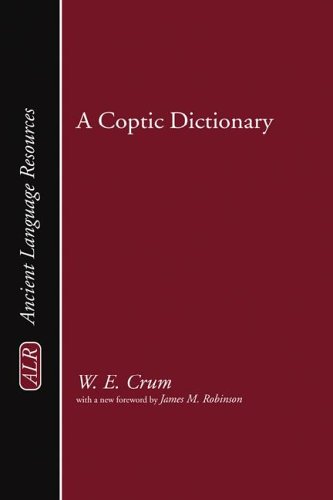 A Coptic Dictionary
ALR Ancient Language Resources
W. E. Crum
with a new foreword by James M. Robinson